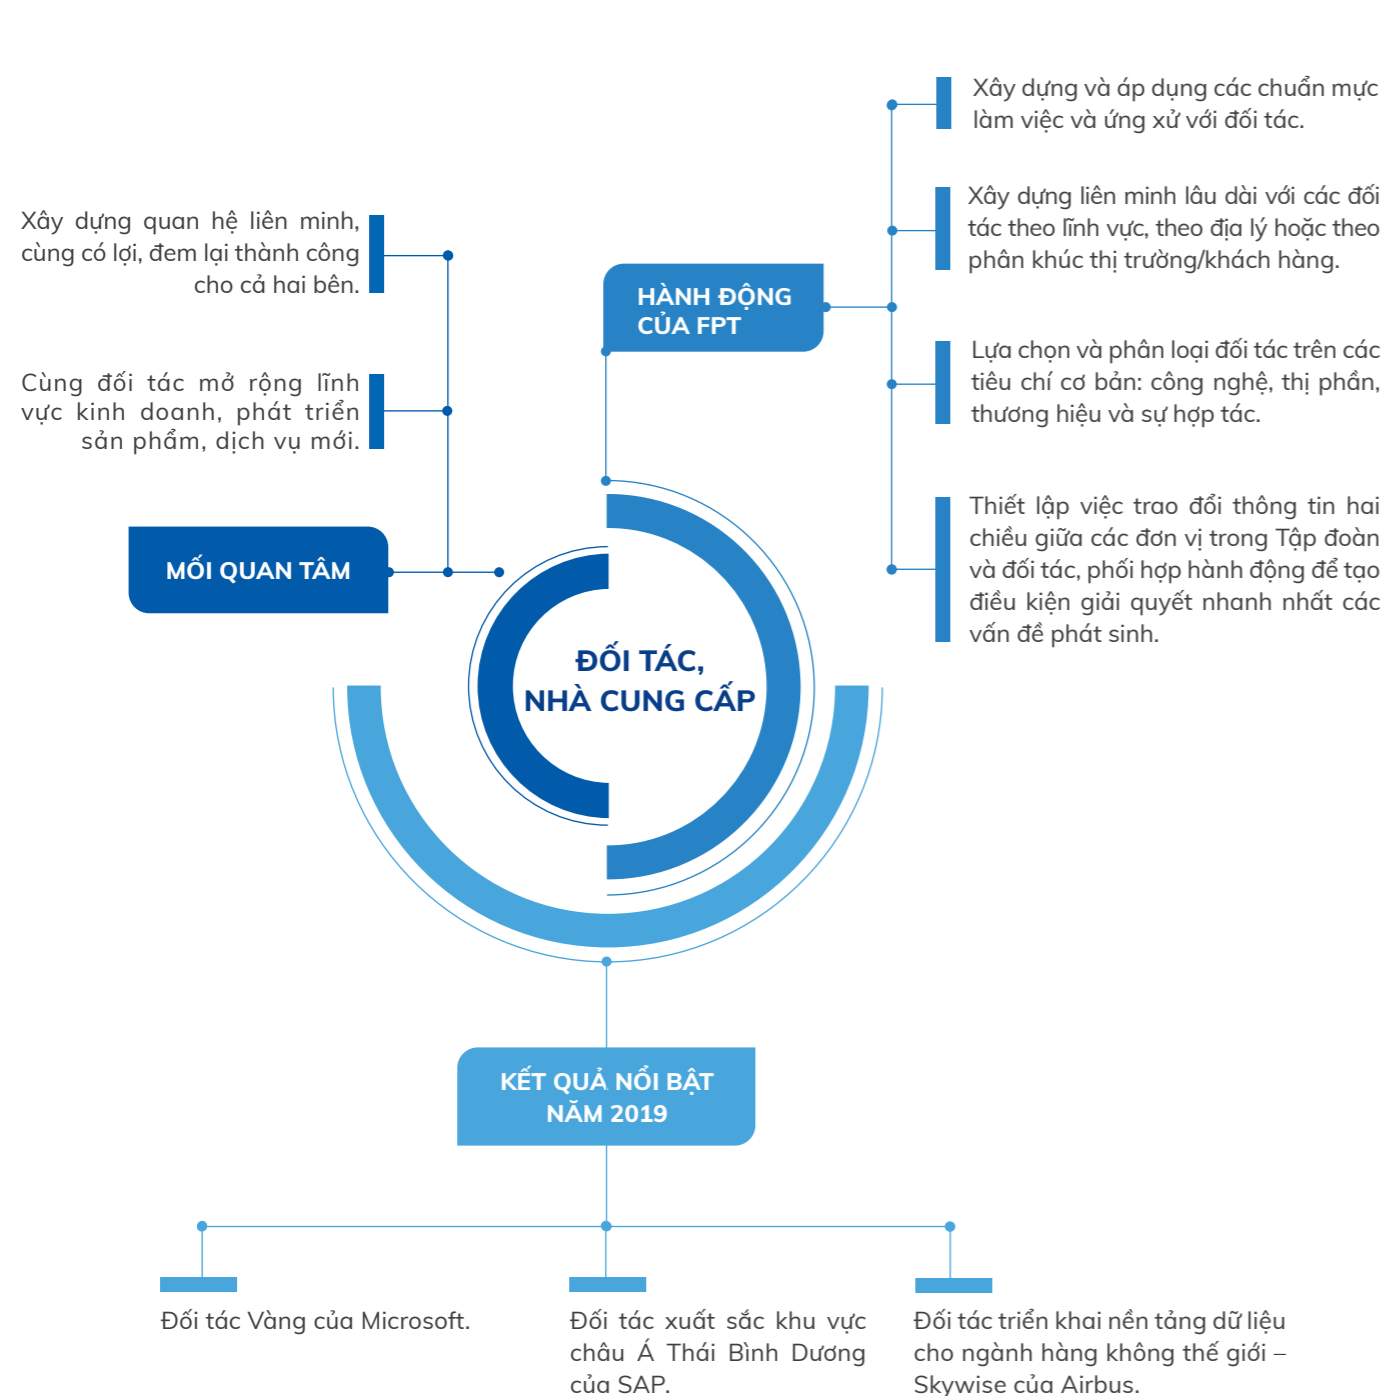 Xây dựng quan hệ liên minh,
cùng có lợi, đem lại thành công
cho cả hai bên.
Cùng đối tác mở rộng lĩnh
vực kinh doanh, phát triển
sản phẩm, dịch vụ mới.
MỐI QUAN TÂM
HÀNH ĐỘNG
CỦA FPT
Xây dựng và áp dụng các chuẩn mực
làm việc và ứng xử với đối tác.
Xây dựng liên minh lâu dài với các đối
tác theo lĩnh vực, theo địa lý hoặc theo
phân khúc thị trường/khách hàng.
Lựa chọn và phân loại đối tác trên các
tiêu chí cơ bản: công nghệ, thị phần,
thương hiệu và sự hợp tác.
Thiết lập việc trao đổi thông tin hai
chiều giữa các đơn vị trong Tập đoàn
và đối tác, phối hợp hành động để tạo
điều kiện giải quyết nhanh nhất các
vấn đề phát sinh.
ĐỐI TÁC,
NHÀ CUNG CẤP
KẾT QUẢ NỔI BẬT
NĂM 2019
Đối tác Vàng của Microsoft.
Đối tác xuất sắc khu vực
châu Á Thái Bình Dương
của SAP.
Đối tác triển khai nền tảng dữ liệu
cho ngành hàng không thế giới –
Skywise của Airbus.